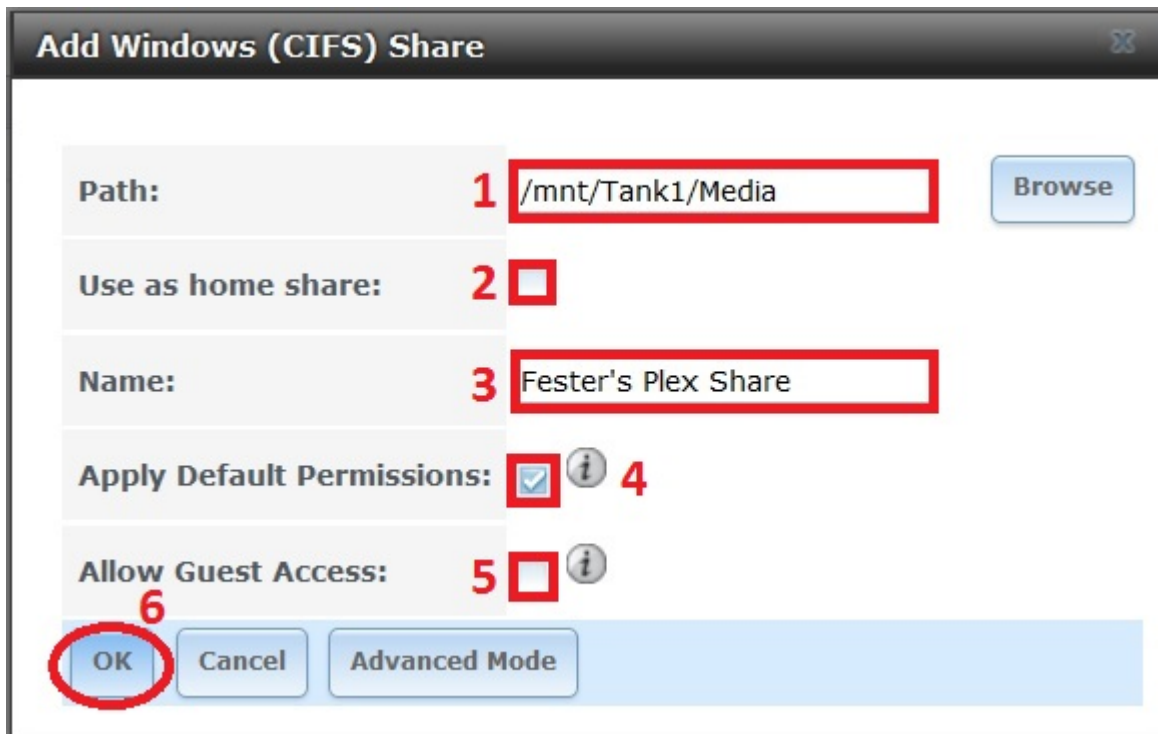 Add Windows (CIFS) Share
Path: 1 /mnt/Tank1/Media Browse
Use as home share: 2
Name: 3 Fester's Plex Share
Apply Default Permissions: i 4
Allow Guest Access: 5 i
6
OK Cancel Advanced Mode